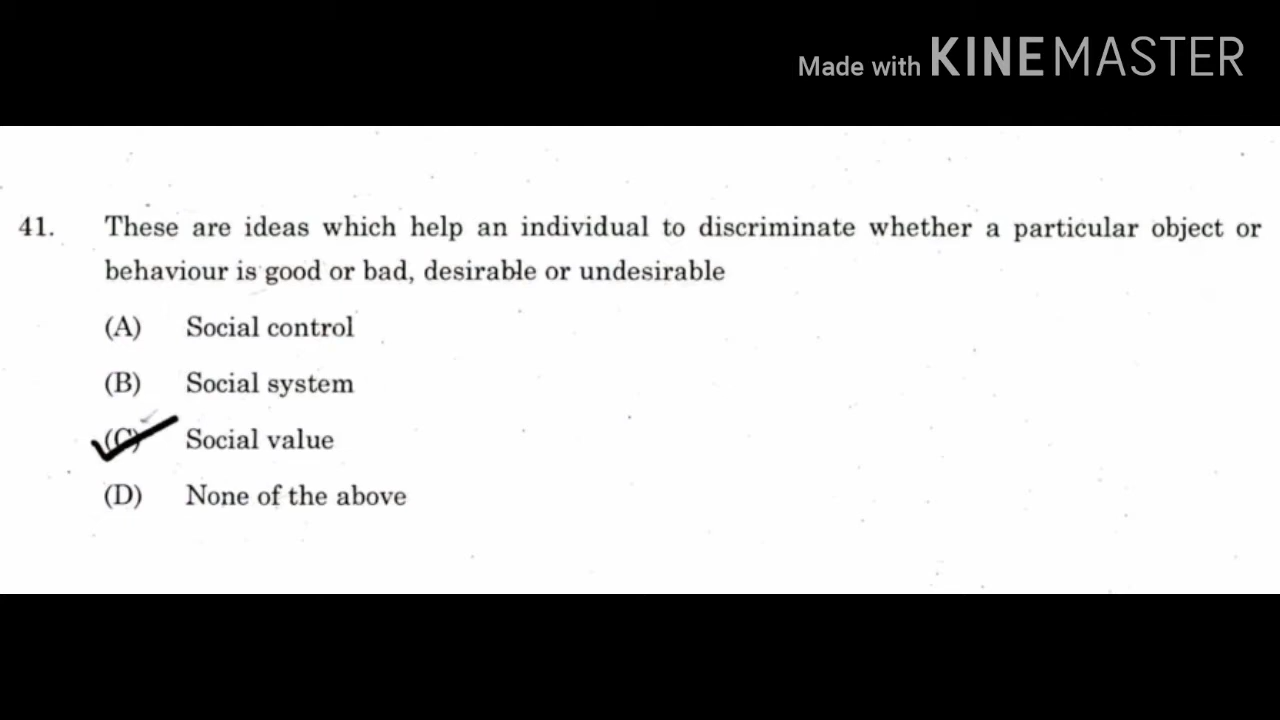 Made with KINEMASTER
41. These are ideas which help an individual to discriminate whether a particular object or
behaviour is good or bad, desirable or undesirable
(A) Social control
(B) Social system
(C) Social value
(D) None of the above